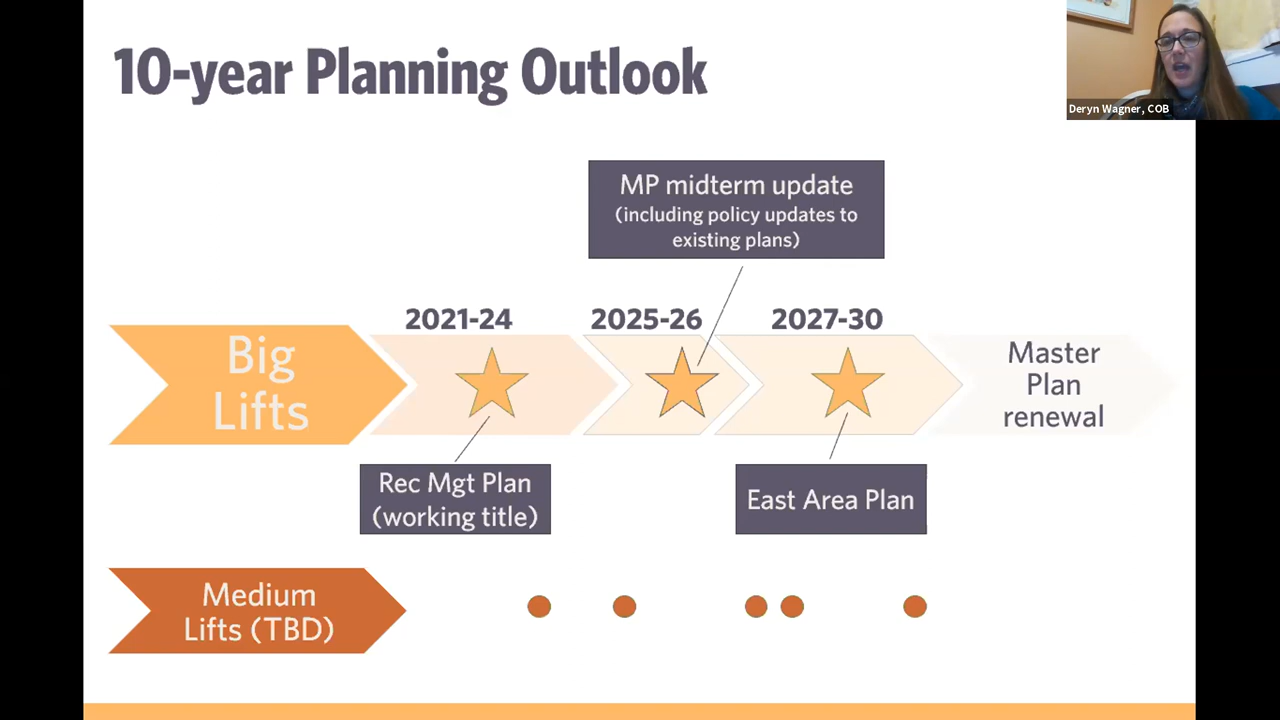 10-year Planning Outlook
Deryn Wagner, COB
MP midterm update
(including policy updates to
existing plans)
2021-24
2025-26
2027-30
Big
Lifts
Master
Plan
renewal
Rec Mgt Plan
(working title)
East Area Plan
Medium
Lifts (TBD)